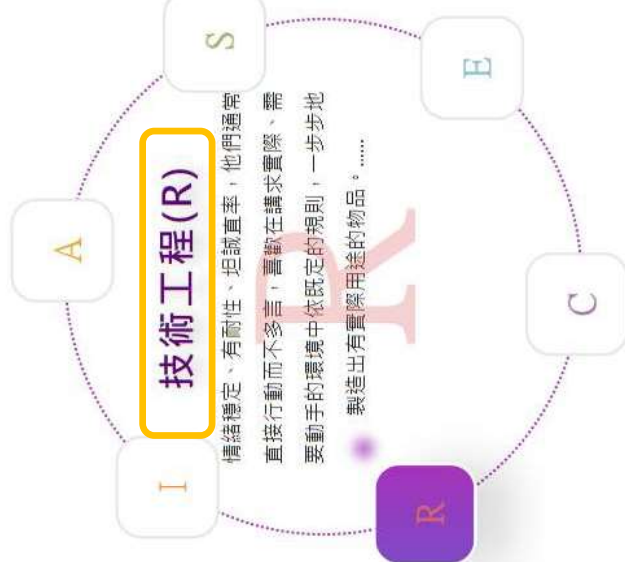 A
I
技術工程(R)
S
情緒穩定、有耐性、坦誠直率，他們通常
直接行動而不多言，喜歡在講求實際、需
要動手的環境中依既定的規則，一步步地
製造出有實際用途的物品。......
R
R
E
C